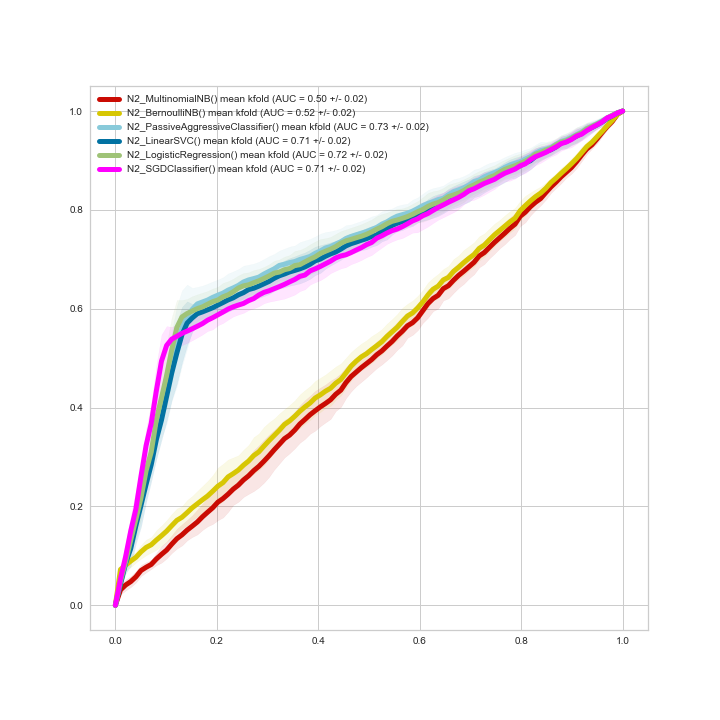 N2_MultinomialNB() mean kfold (AUC = 0.50 +/- 0.02)
N2_BernoulliNB() mean kfold (AUC = 0.52 +/- 0.02)
N2_PassiveAggressiveClassifier() mean kfold (AUC = 0.73 +/- 0.02)
N2_LinearSVC() mean kfold (AUC = 0.71 +/- 0.02)
N2_LogisticRegression() mean kfold (AUC = 0.72 +/- 0.02)
N2_SGDClassifier() mean kfold (AUC = 0.71 +/- 0.02)
1.0
0.8
0.6
0.4
0.2
0.0
0.0 0.2 0.4 0.6 0.8 1.0